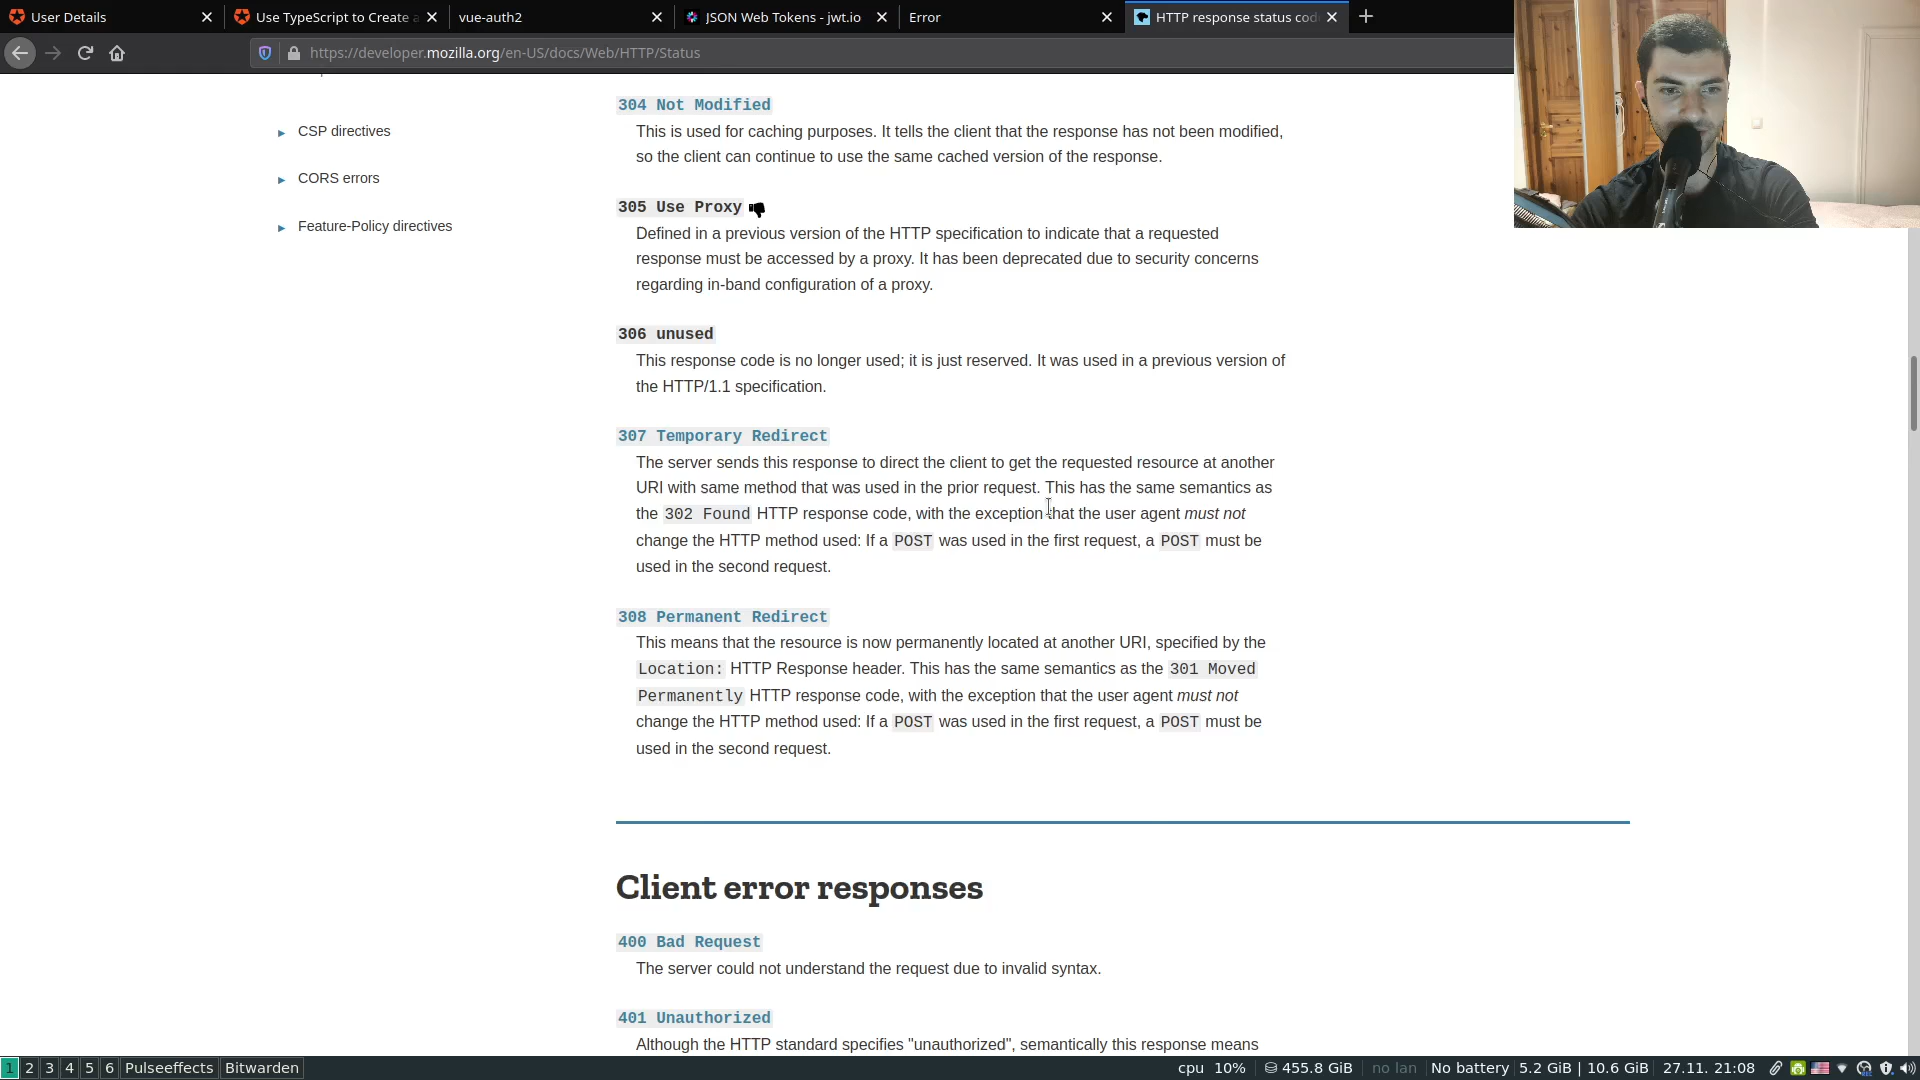 User Details
Use TypeScript to Create a
vue-auth2
JSON Web Tokens - jwt.io
Error
HTTP response status cod
https://developer.mozilla.org/en-US/docs/Web/HTTP/Status
CSP directives
CORS errors
Feature-Policy directives
304 Not Modified
This is used for caching purposes. It tells the client that the response has not been modified,
so the client can continue to use the same cached version of the response.
305 Use Proxy
Defined in a previous version of the HTTP specification to indicate that a requested
response must be accessed by a proxy. It has been deprecated due to security concerns
regarding in-band configuration of a proxy.
306 unused
This response code is no longer used; it is just reserved. It was used in a previous version of
the HTTP/1.1 specification.
307 Temporary Redirect
The server sends this response to direct the client to get the requested resource at another
URI with same method that was used in the prior request. This has the same semantics as
the 302 Found HTTP response code, with the exception that the user agent must not
change the HTTP method used: If a POST was used in the first request, a POST must be
used in the second request.
308 Permanent Redirect
This means that the resource is now permanently located at another URI, specified by the
Location: HTTP Response header. This has the same semantics as the 301 Moved
Permanently HTTP response code, with the exception that the user agent must not
change the HTTP method used: If a POST was used in the first request, a POST must be
used in the second request.
Client error responses
400 Bad Request
The server could not understand the request due to invalid syntax.
401 Unauthorized
Although the HTTP standard specifies "unauthorized", semantically this response means
1 2 3 4 5 6 Pulseeffects Bitwarden
cpu 10% 455.8 GiB no lan No battery 5.2 GiB | 10.6 GiB 27.11. 21:08